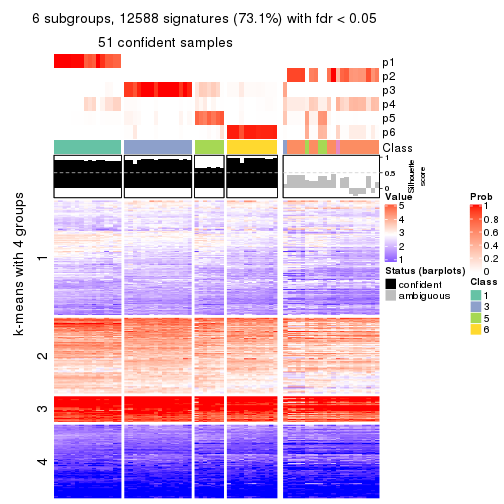 6 subgroups, 12588 signatures (73.1%) with fdr < 0.05
51 confident samples
p1
p2
p3
p4
p5
p6
Class
1
0.5
0
Silhouette
score
k-means with 4 groups
1
2
3
4
Value
5
4
3
2
1
Status (barplots)
confident
ambiguous
Prob
1
0.8
0.6
0.4
0.2
0
Class
1
3
5
6